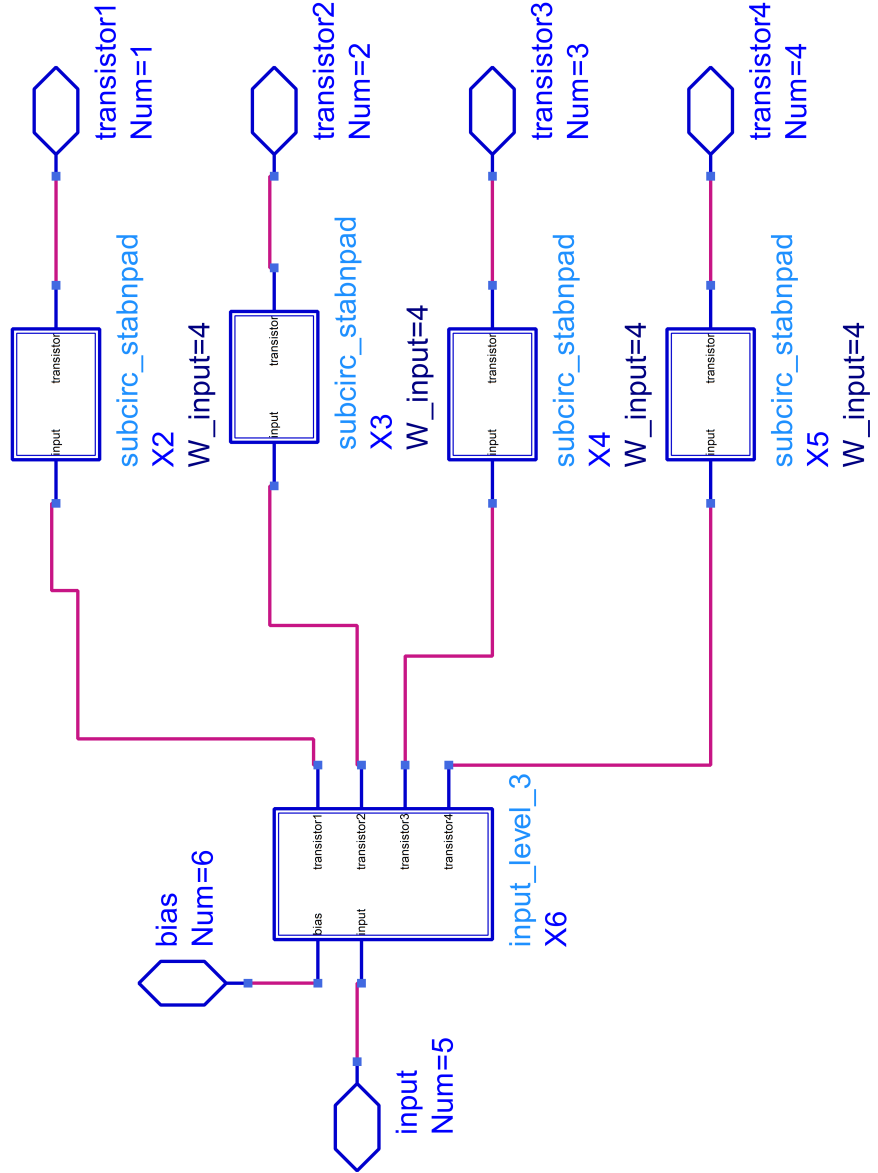 transistor1
Num=1
transistor2
Num=2
transistor3
Num=3
transistor4
Num=4
input
transistor
subcirc_stabnpad
X2
W_input=4
input
transistor
subcirc_stabnpad
X3
W_input=4
input
transistor
subcirc_stabnpad
X4
W_input=4
input
transistor
subcirc_stabnpad
X5
W_input=4
bias
input
transistor1
transistor2
transistor3
transistor4
input_level_3
X6
bias
Num=6
input
Num=5